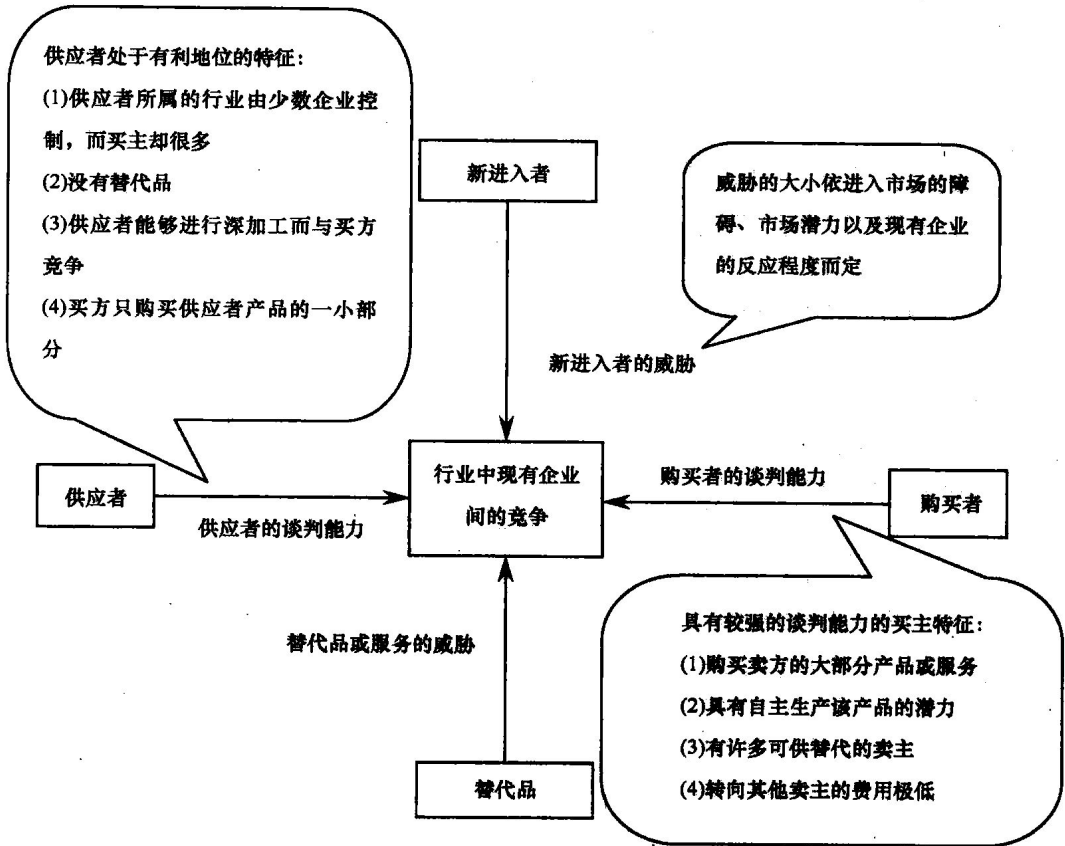 供应者处于有利地位的特征：
(1)供应者所属的行业由少数企业控
制，而买主却很多
(2)没有替代品
(3)供应者能够进行深加工而与买方
竞争
(4)买方只购买供应者产品的一小部
分
新进入者
威胁的大小依进入市场的障
碍、市场潜力以及现有企业
的反应程度而定
新进入者的威胁
供应者
供应者的谈判能力
行业中现有企业
间的竞争
购买者的谈判能力
购买者
替代品或服务的威胁
替代品
具有较强的谈判能力的买主特征：
(1)购买卖方的大部分产品或服务
(2)具有自主生产该产品的潜力
(3)有许多可供替代的卖主
(4)转向其他卖主的费用极低